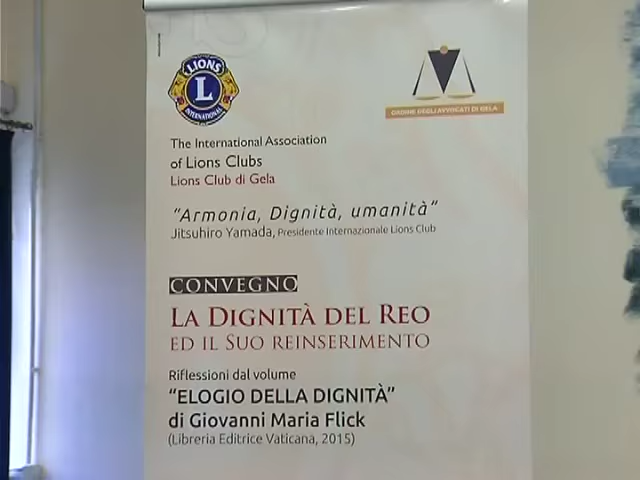 LIONS
L
INTERNATIONAL
ORDINE DEGLI AVVOCATI DI GELA
The International Association
of Lions Clubs
Lions Club di Gela
“Armonia, Dignità, umanità”
Jitsuhiro Yamada, Presidente Internazionale Lions Club
CONVEGNO
LA DIGNITÀ DEL REO
ED IL SUO REINSERIMENTO
Riflessioni dal volume
“ELOGIO DELLA DIGNITÀ”
di Giovanni Maria Flick
(Libreria Editrice Vaticana, 2015)